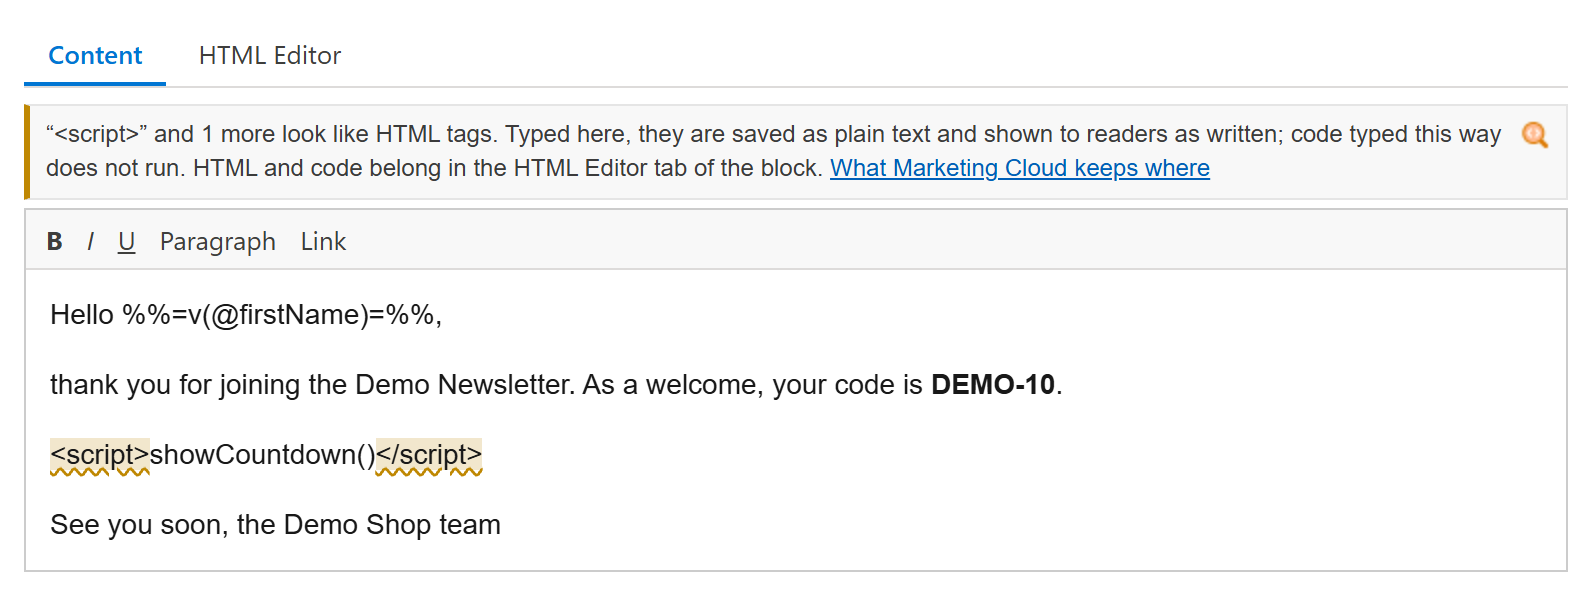 Content HTML Editor
“<script>” and 1 more look like HTML tags. Typed here, they are saved as plain text and shown to readers as written; code typed this way
does not run. HTML and code belong in the HTML Editor tab of the block. What Marketing Cloud keeps where
B I U Paragraph Link
Hello %%=v(@firstName)=%%,
thank you for joining the Demo Newsletter. As a welcome, your code is DEMO-10.
<script>showCountdown()</script>
See you soon, the Demo Shop team